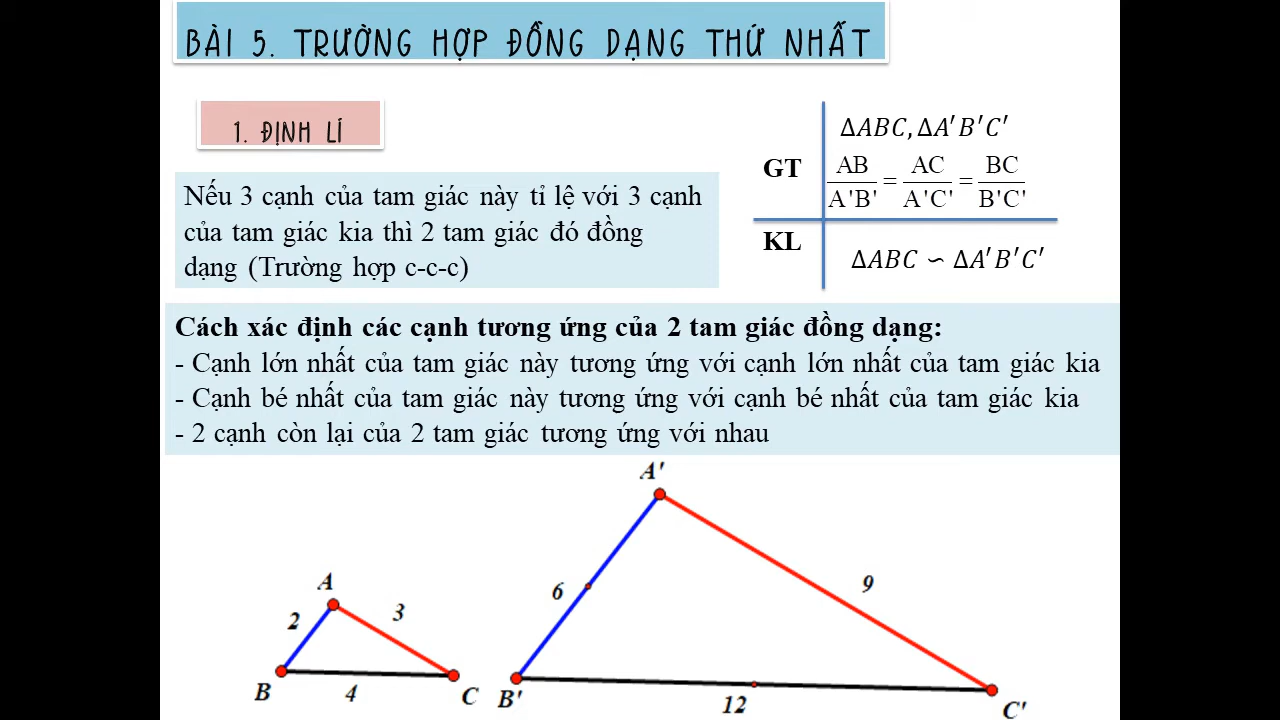 BÀI 5. TRƯỜNG HỢP ĐỒNG DẠNG THỨ NHẤT
1. ĐỊNH LÍ
Nếu 3 cạnh của tam giác này tỉ lệ với 3 cạnh
của tam giác kia thì 2 tam giác đó đồng
dạng (Trường hợp c-c-c)
GT
ΔABC, ΔA′B′C′
AB/A'B' = AC/A'C' = BC/B'C'
KL
ΔABC ∽ ΔA′B′C′
Cách xác định các cạnh tương ứng của 2 tam giác đồng dạng:
- Cạnh lớn nhất của tam giác này tương ứng với cạnh lớn nhất của tam giác kia
- Cạnh bé nhất của tam giác này tương ứng với cạnh bé nhất của tam giác kia
- 2 cạnh còn lại của 2 tam giác tương ứng với nhau
A
2
3
B
4
C
A'
6
9
B'
12
C'